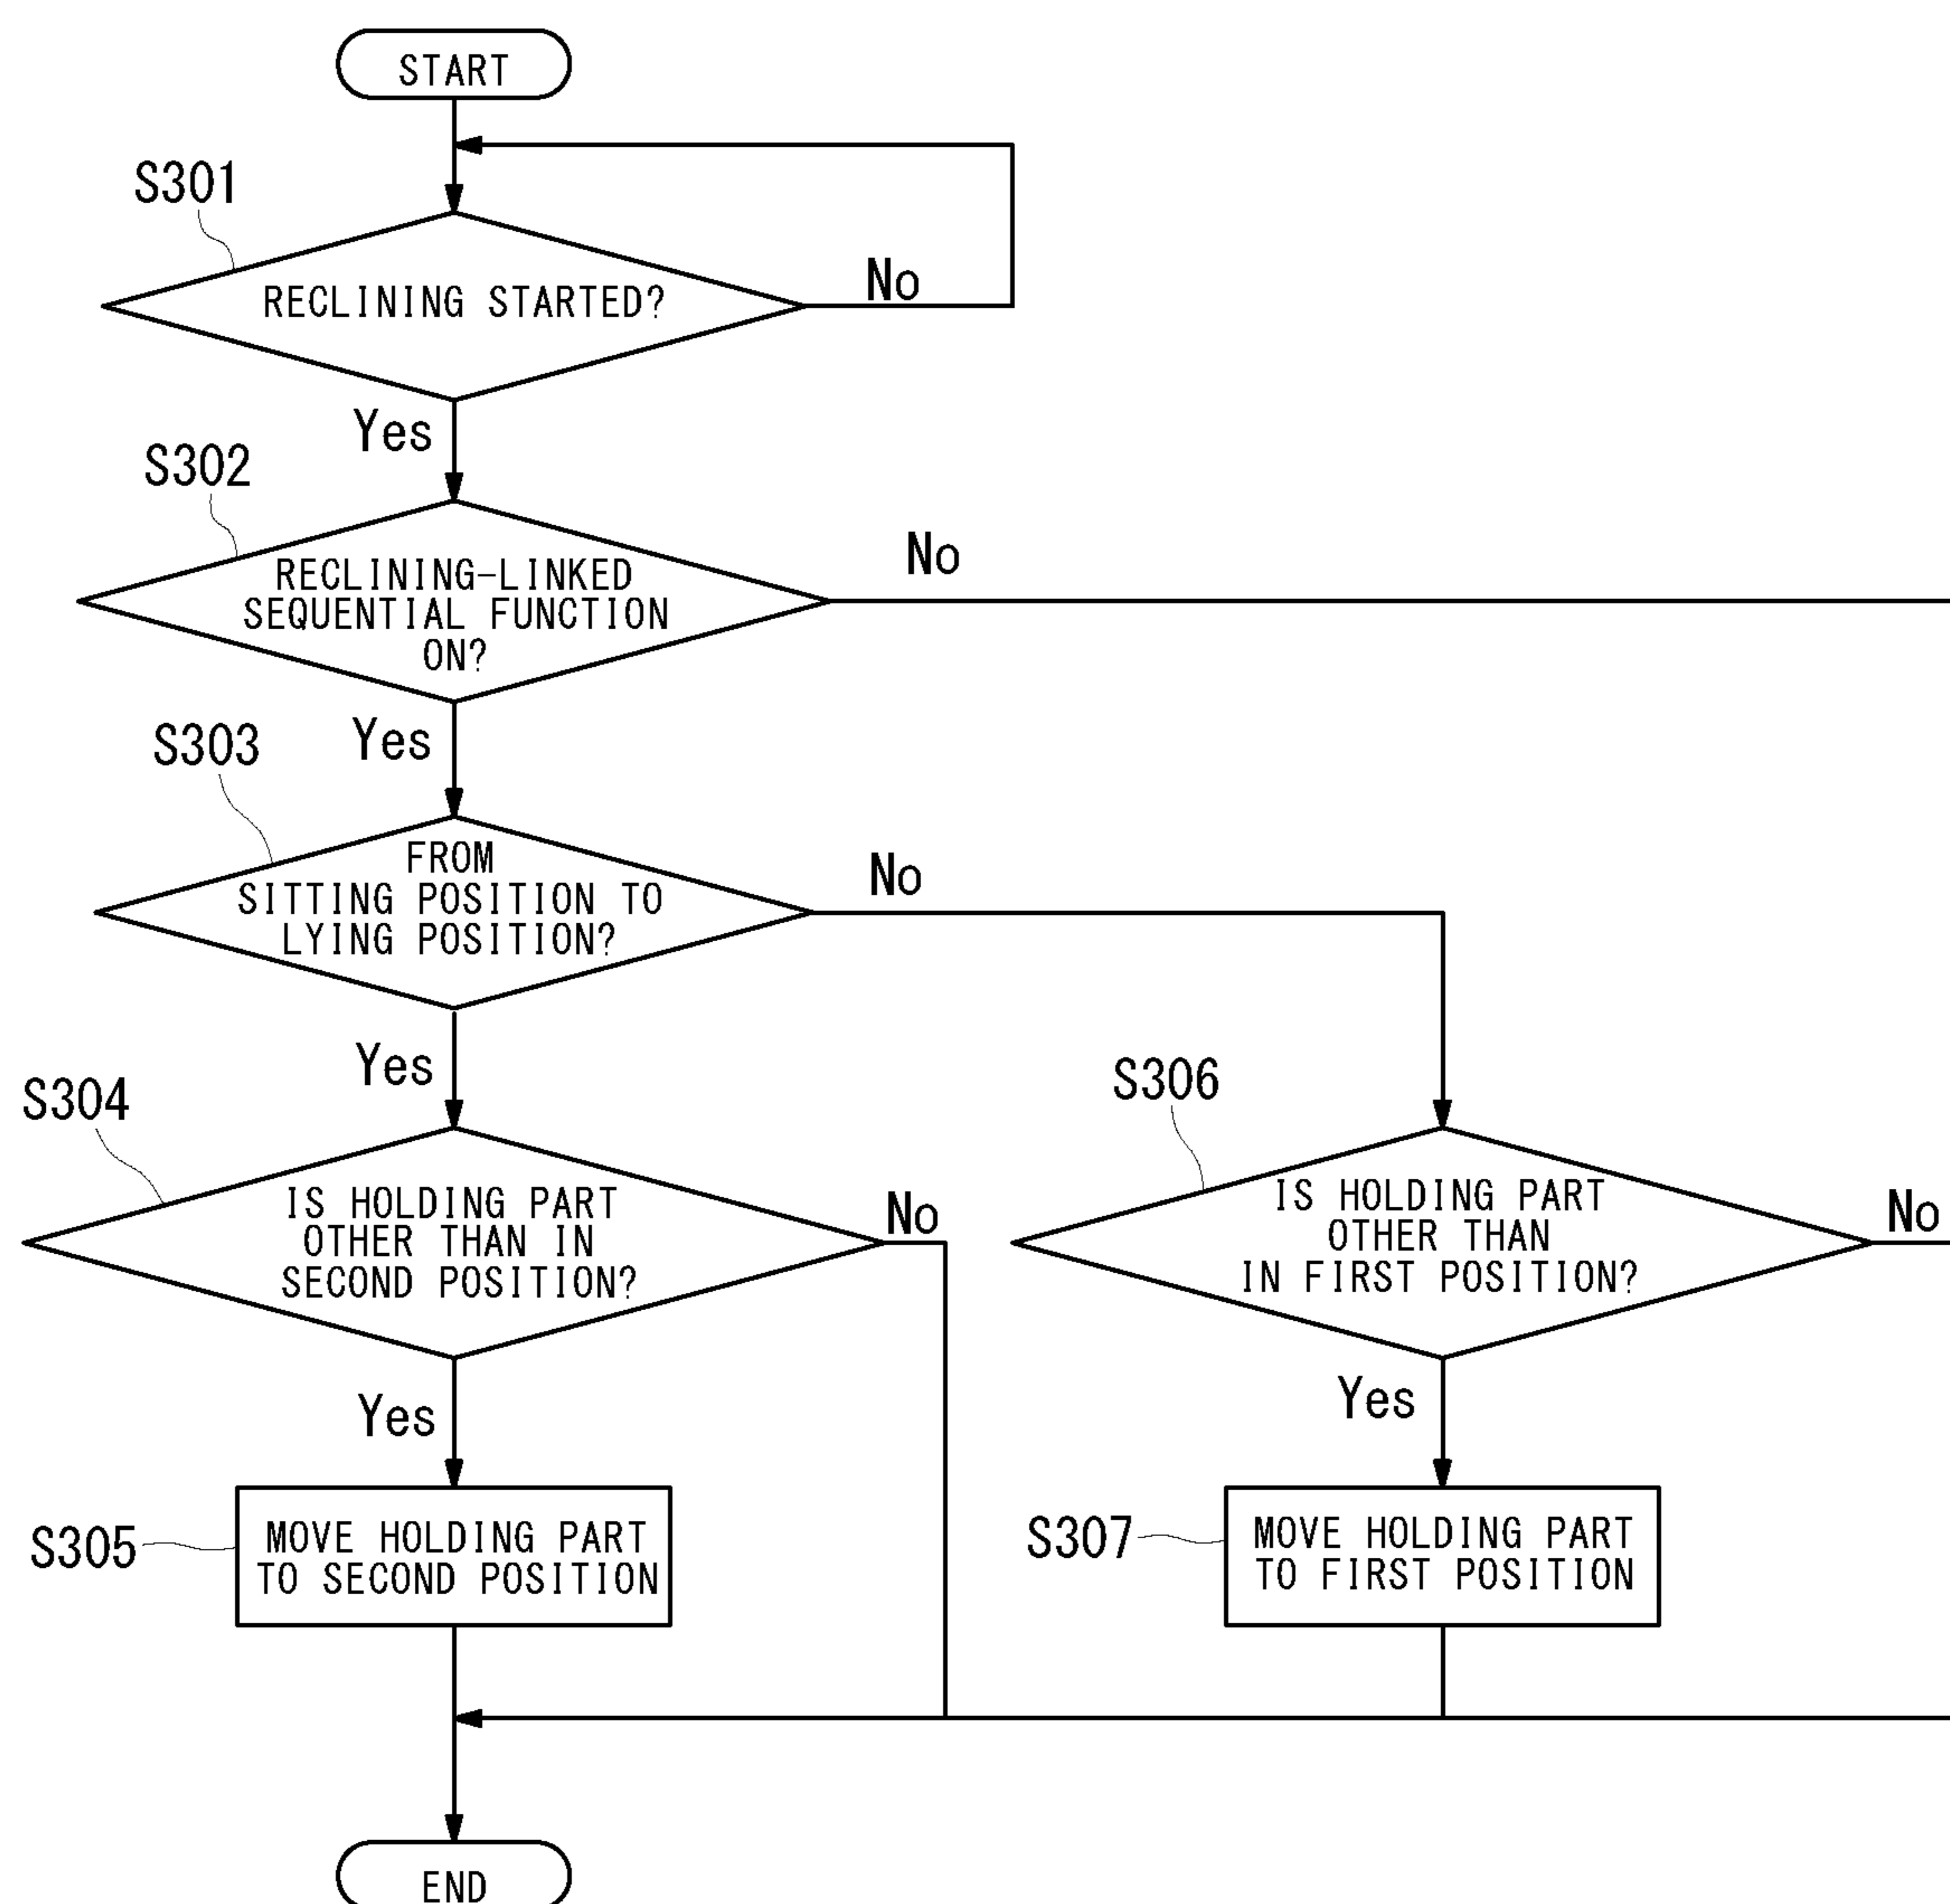 START
S301
RECLINING STARTED?
No
Yes
S302
RECLINING-LINKED
SEQUENTIAL FUNCTION
ON?
No
Yes
S303
FROM
SITTING POSITION TO
LYING POSITION?
No
Yes
S304
IS HOLDING PART
OTHER THAN IN
SECOND POSITION?
No
Yes
S306
IS HOLDING PART
OTHER THAN
IN FIRST POSITION?
No
Yes
S305
MOVE HOLDING PART
TO SECOND POSITION
S307
MOVE HOLDING PART
TO FIRST POSITION
END